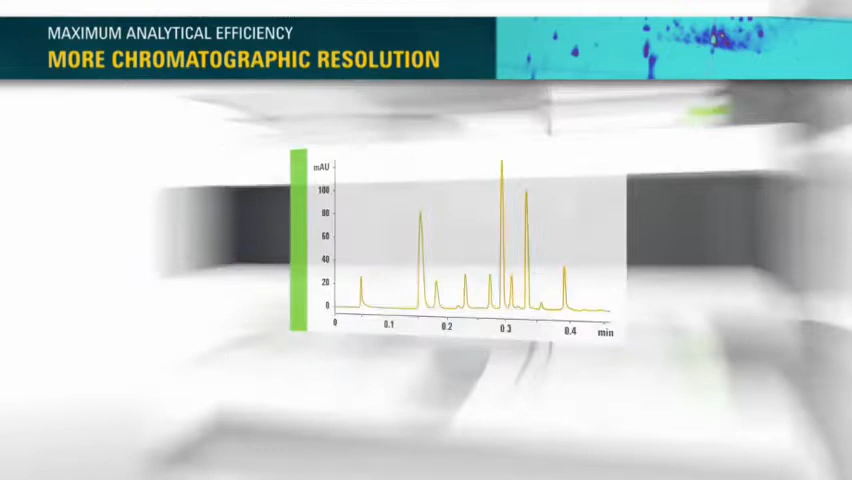 MAXIMUM ANALYTICAL EFFICIENCY
MORE CHROMATOGRAPHIC RESOLUTION
mAU
100
80
60
40
20
0
0 0.1 0.2 0.3 0.4 min